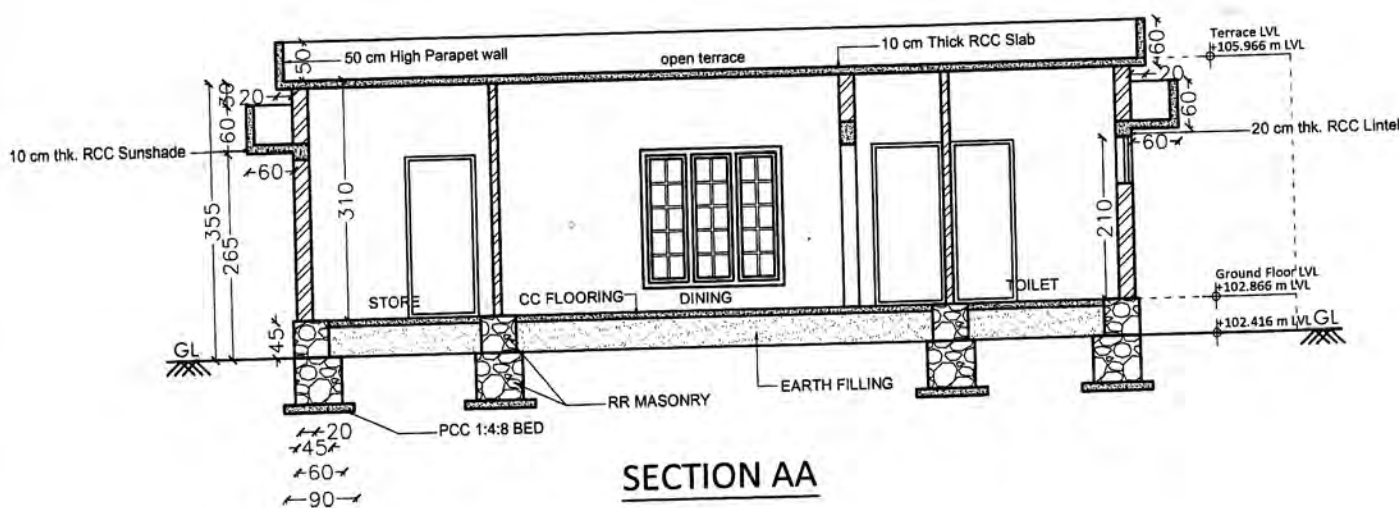 50 cm High Parapet wall
open terrace
10 cm Thick RCC Slab
Terrace LVL
+105.966 m LVL
50
60
20
30
60
20
60
60
10 cm thk. RCC Sunshade
20 cm thk. RCC Lintel
60
60
355
265
310
210
STORE
CC FLOORING
DINING
TOILET
Ground Floor LVL
+102.866 m LVL
+102.416 m LVL
GL
GL
45
EARTH FILLING
RR MASONRY
PCC 1:4:8 BED
20
45
60
90
SECTION AA